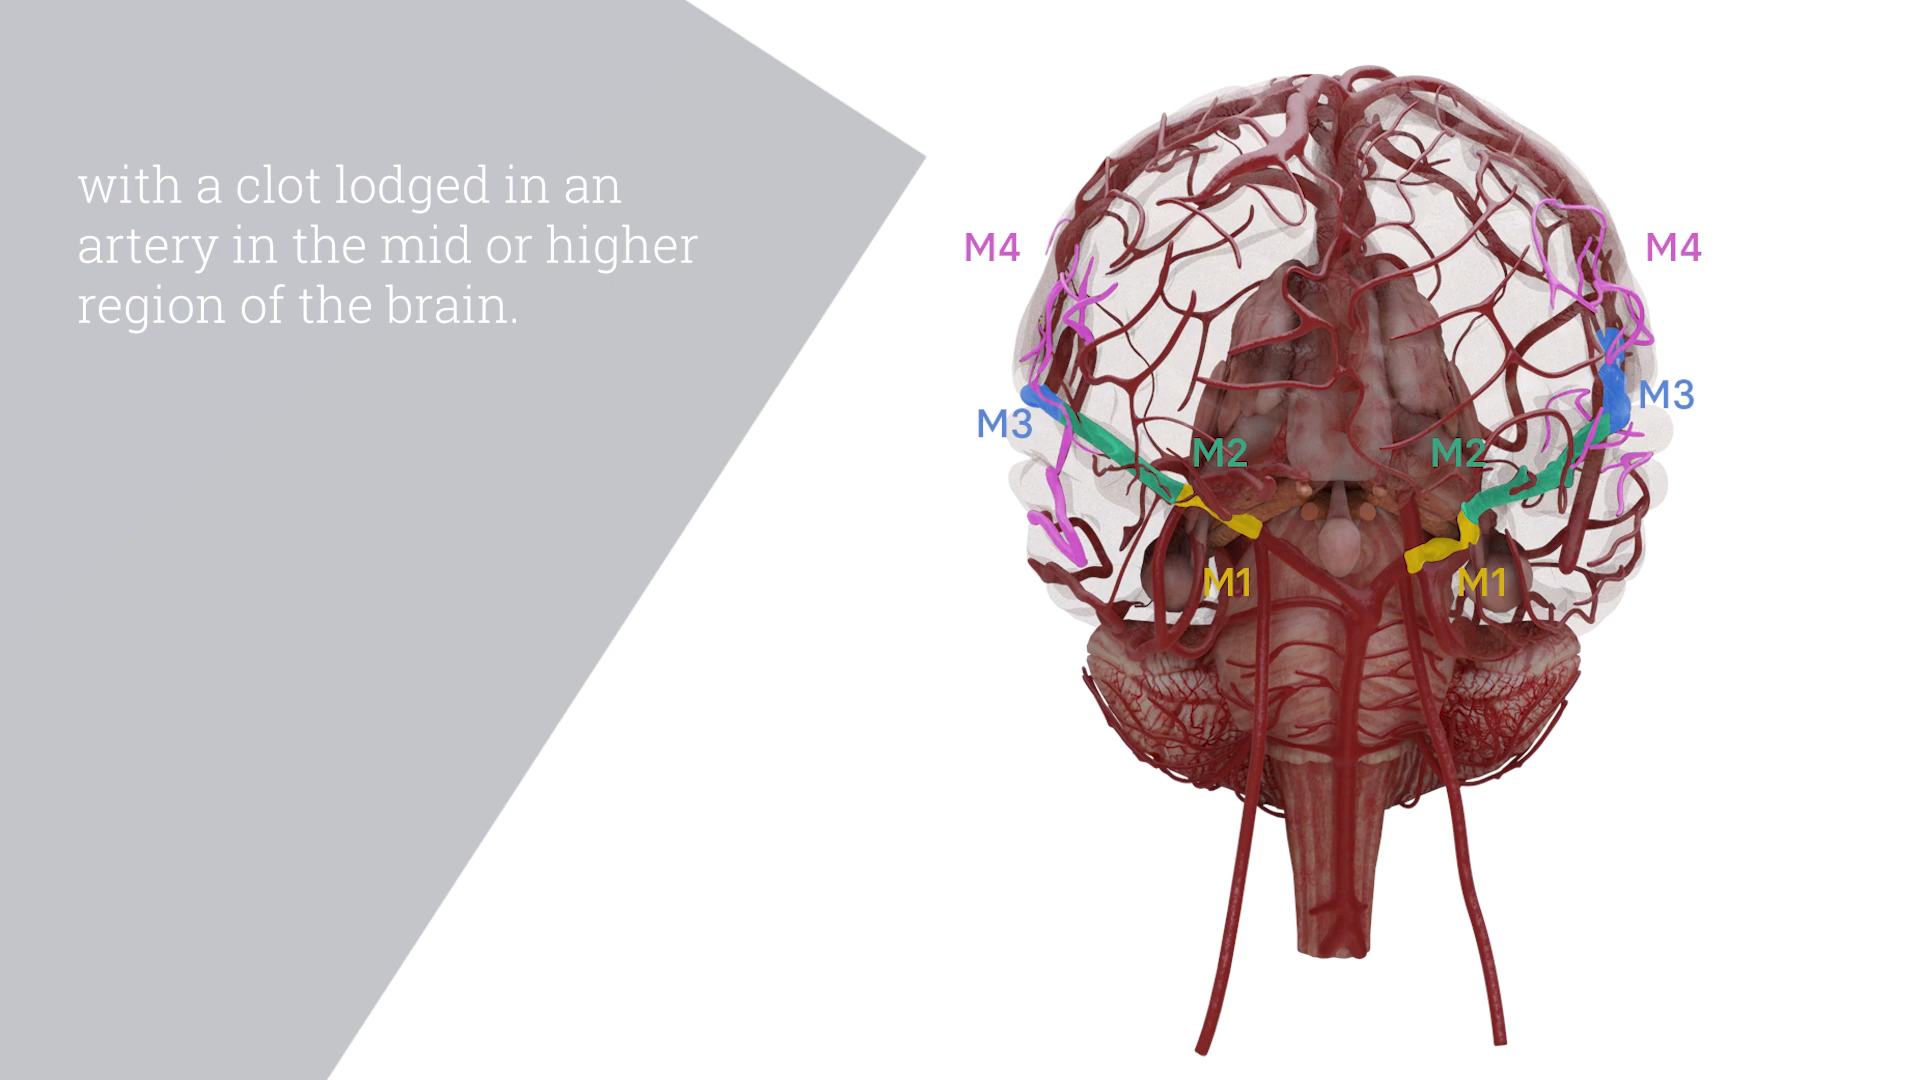 with a clot lodged in an
artery in the mid or higher
region of the brain.
M4
M4
M3
M3
M2
M2
M1
M1